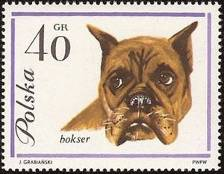 40 GR
Polska
bokser
J. GRABIAŃSKI
PWPW